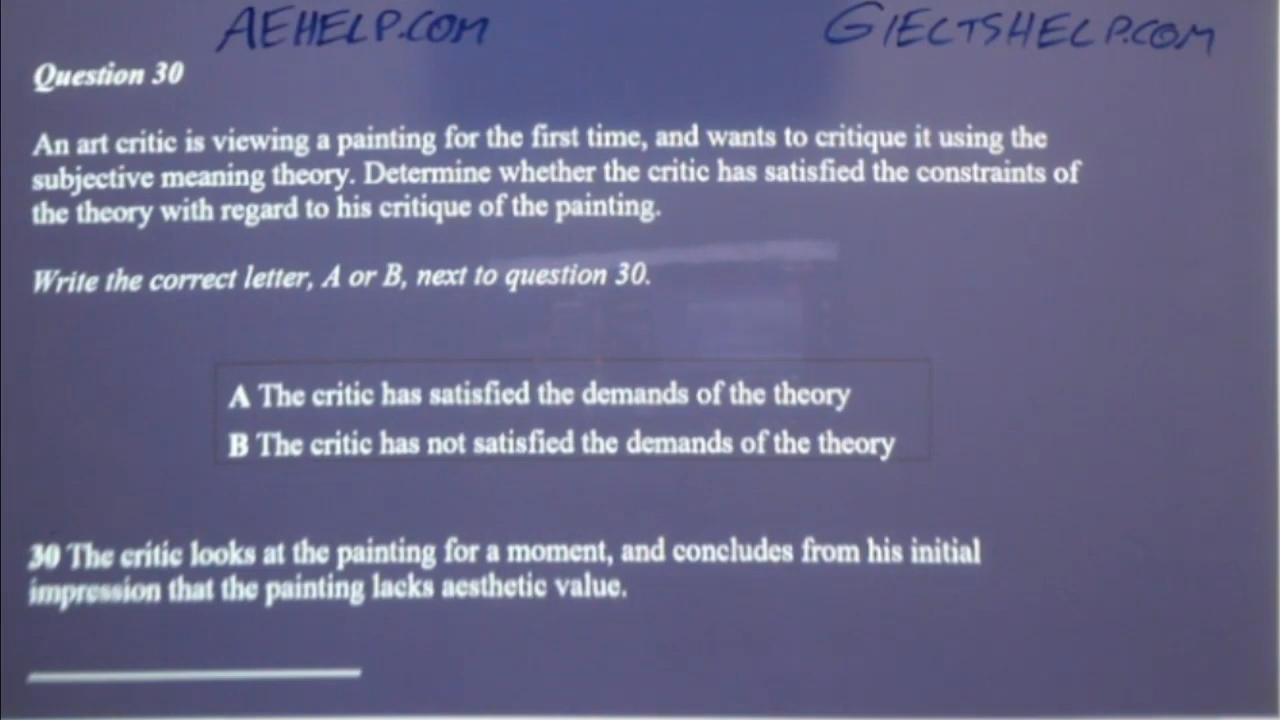 AEHELP.COM GIELTSHELP.COM
Question 30
An art critic is viewing a painting for the first time, and wants to critique it using the
subjective meaning theory. Determine whether the critic has satisfied the constraints of
the theory with regard to his critique of the painting.
Write the correct letter, A or B, next to question 30.
A The critic has satisfied the demands of the theory
B The critic has not satisfied the demands of the theory
30 The critic looks at the painting for a moment, and concludes from his initial
impression that the painting lacks aesthetic value.